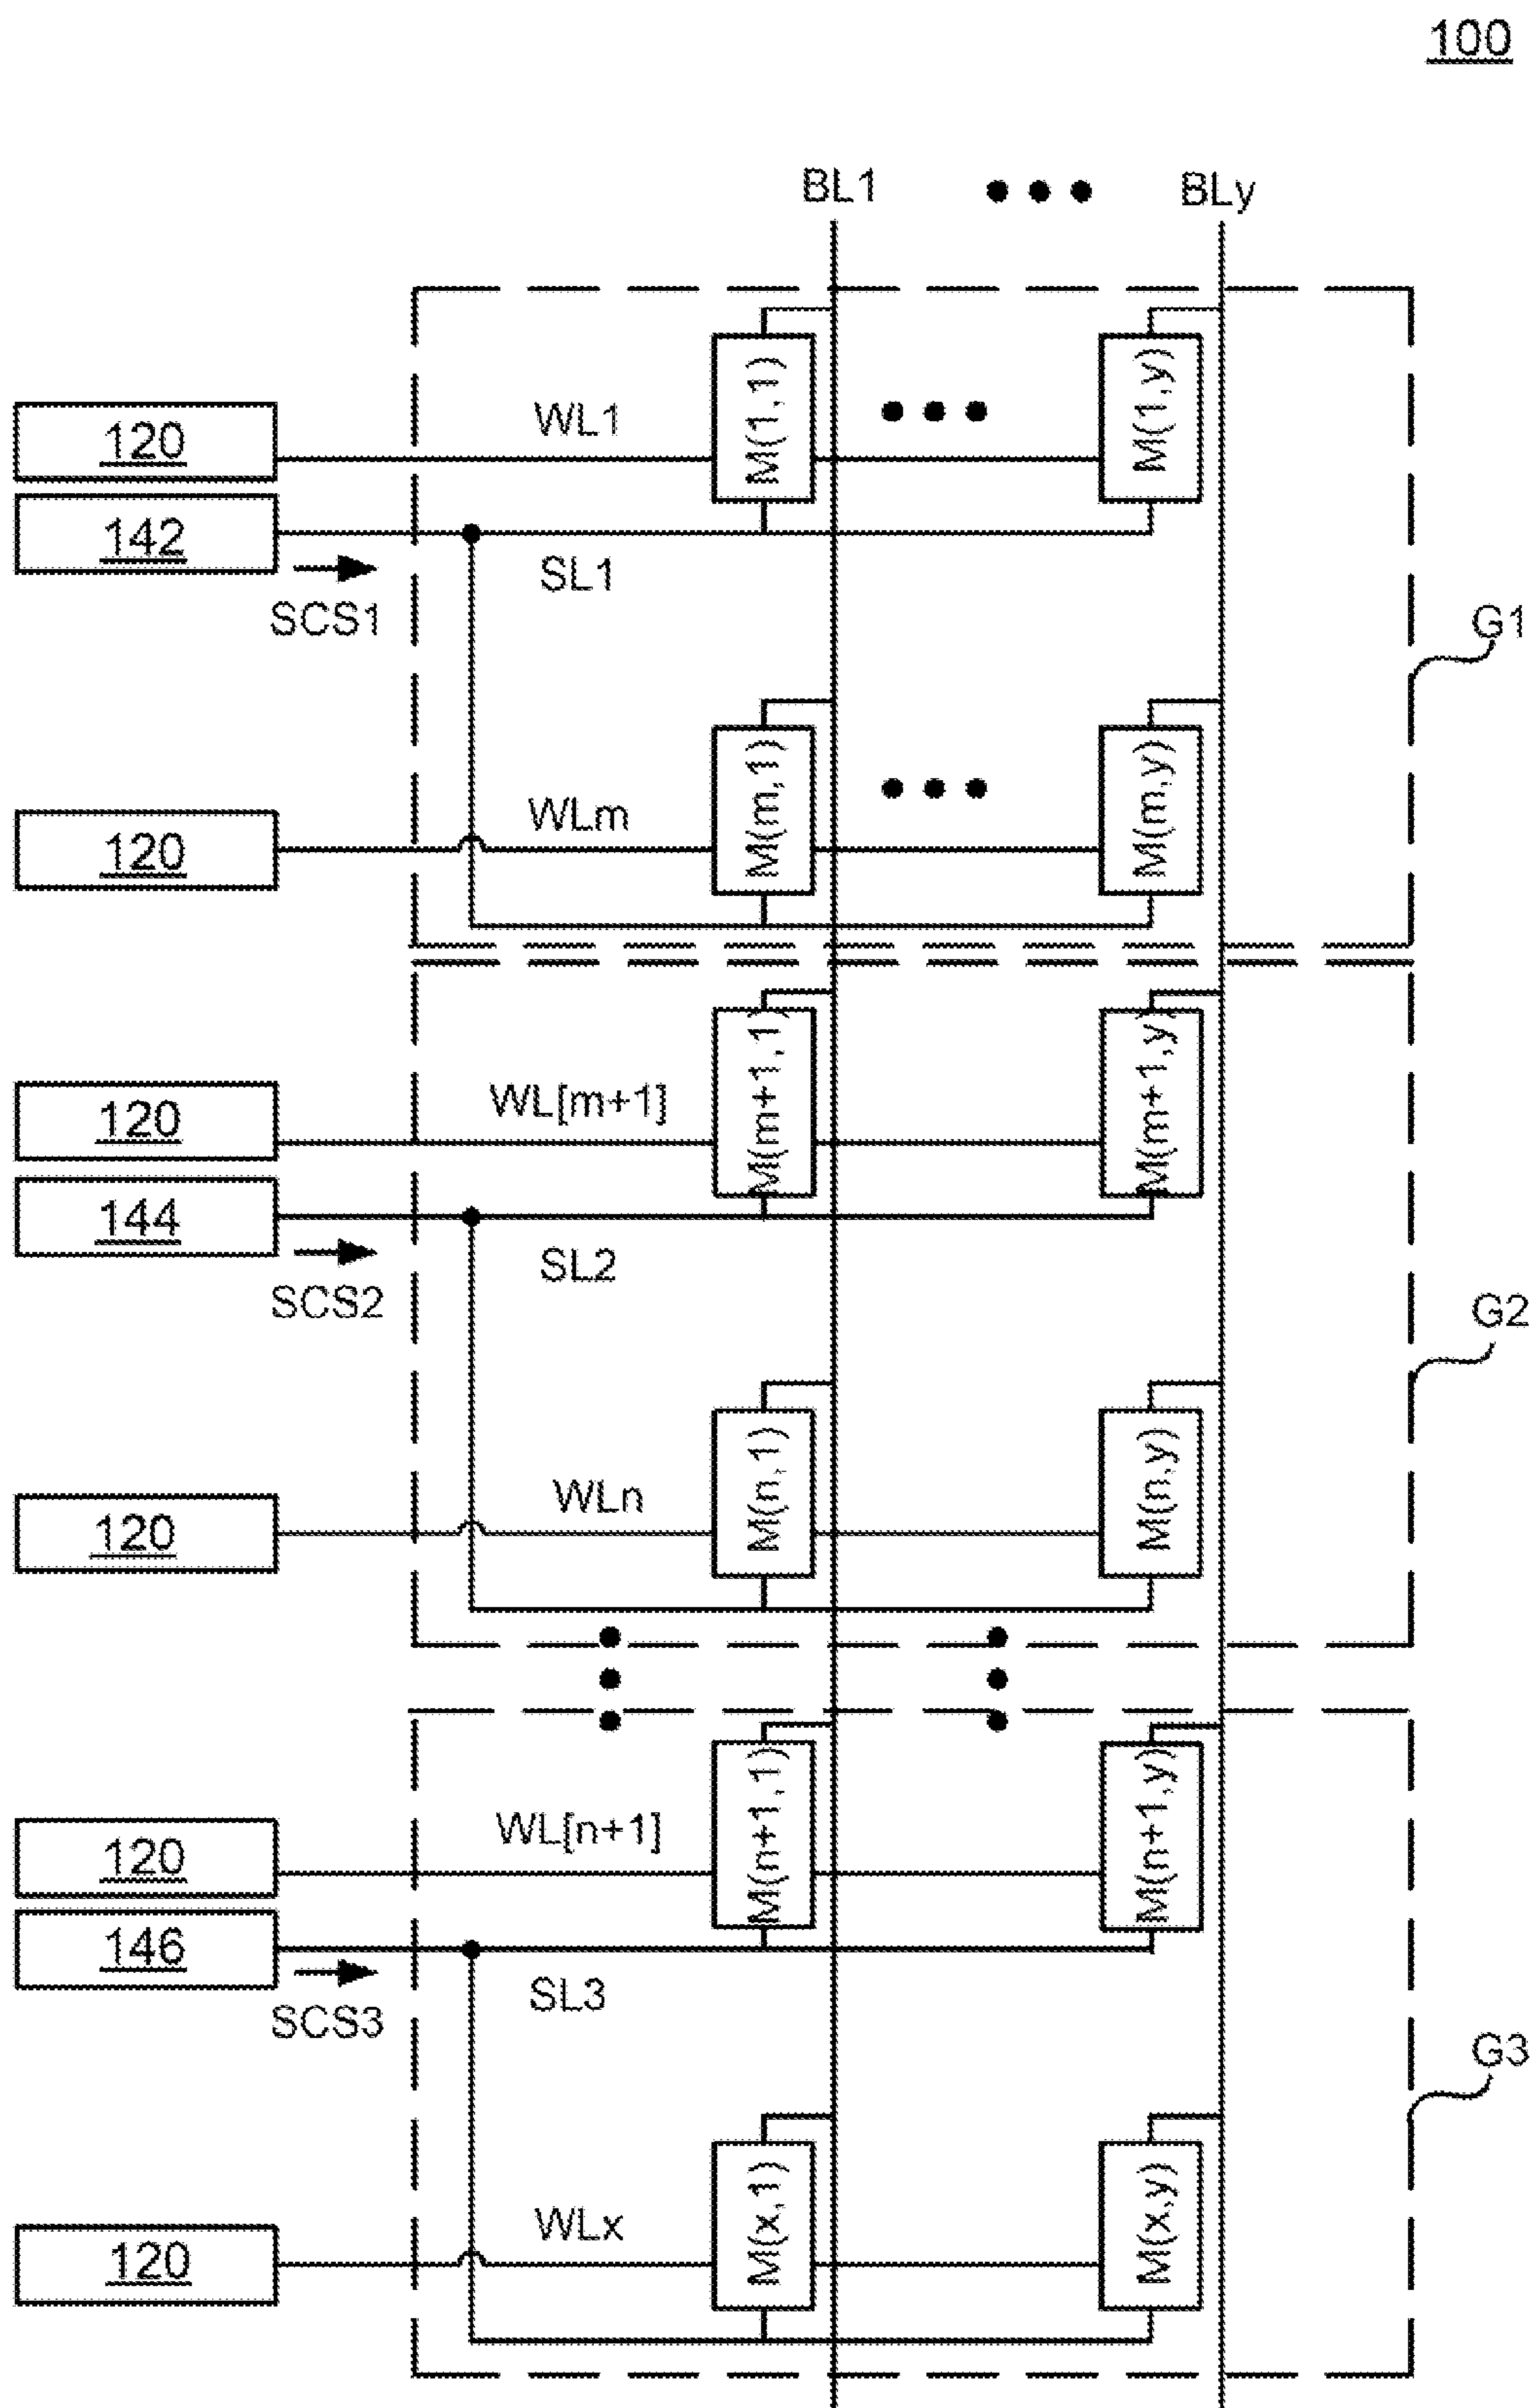 100
BL1 ••• BLy
120 WL1 M(1,1) ••• M(1,y)
142 SL1
SCS1
G1
120 WLm M(m,1) ••• M(m,y)
120 WL[m+1] M(m+1,1) M(m+1,y)
144 SL2
SCS2
G2
120 WLn M(n,1) M(n,y)
120 WL[n+1] M(n+1,1) M(n+1,y)
146 SL3
SCS3
G3
120 WLx M(x,1) M(x,y)